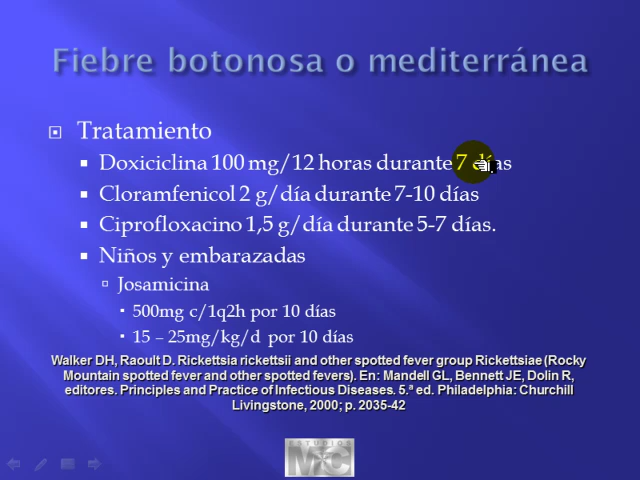 Fiebre botonosa o mediterránea
Tratamiento
Doxiciclina 100 mg/12 horas durante 7 días
Cloramfenicol 2 g/día durante 7-10 días
Ciprofloxacino 1,5 g/día durante 5-7 días.
Niños y embarazadas
Josamicina
500mg c/1q2h por 10 días
15 – 25mg/kg/d por 10 días
Walker DH, Raoult D. Rickettsia rickettsii and other spotted fever group Rickettsiae (Rocky
Mountain spotted fever and other spotted fevers). En: Mandell GL, Bennett JE, Dolin R,
editores. Principles and Practice of Infectious Diseases. 5.ª ed. Philadelphia: Churchill
Livingstone, 2000; p. 2035-42
ESTUDIOS
MC